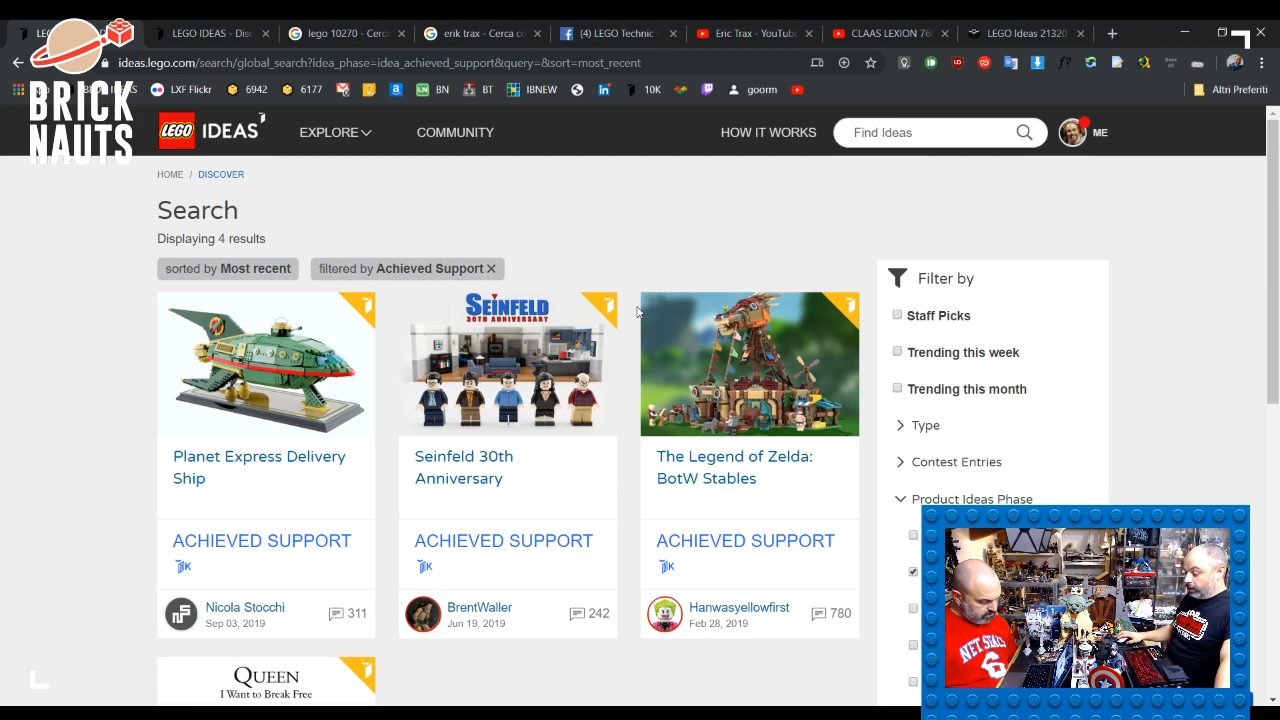 LEGO IDEAS - Disc
lego 10270 - Cerca
erik trax - Cerca co
(4) LEGO Technic -
Eric Trax - YouTube
CLAAS LEXION 76
LEGO Ideas 21320
ideas.lego.com/search/global_search?idea_phase=idea_achieved_support&query=&sort=most_recent
LXF Flickr
6942
6177
BN
BT
IBNEW
10K
goorm
Altri Preferiti
BRICK
NAUTS
LEGO IDEAS
EXPLORE
COMMUNITY
HOW IT WORKS
Find Ideas
ME
HOME / DISCOVER
Search
Displaying 4 results
sorted by Most recent
filtered by Achieved Support ×
Filter by
Staff Picks
Trending this week
Trending this month
Type
Contest Entries
Product Ideas Phase
SEINFELD
30TH ANNIVERSARY
Planet Express Delivery
Ship
Seinfeld 30th
Anniversary
The Legend of Zelda:
BotW Stables
ACHIEVED SUPPORT
ACHIEVED SUPPORT
ACHIEVED SUPPORT
Nicola Stocchi
Sep 03, 2019
311
BrentWaller
Jun 19, 2019
242
Hanwasyellowfirst
Feb 28, 2019
780
QUEEN
I Want to Break Free
6